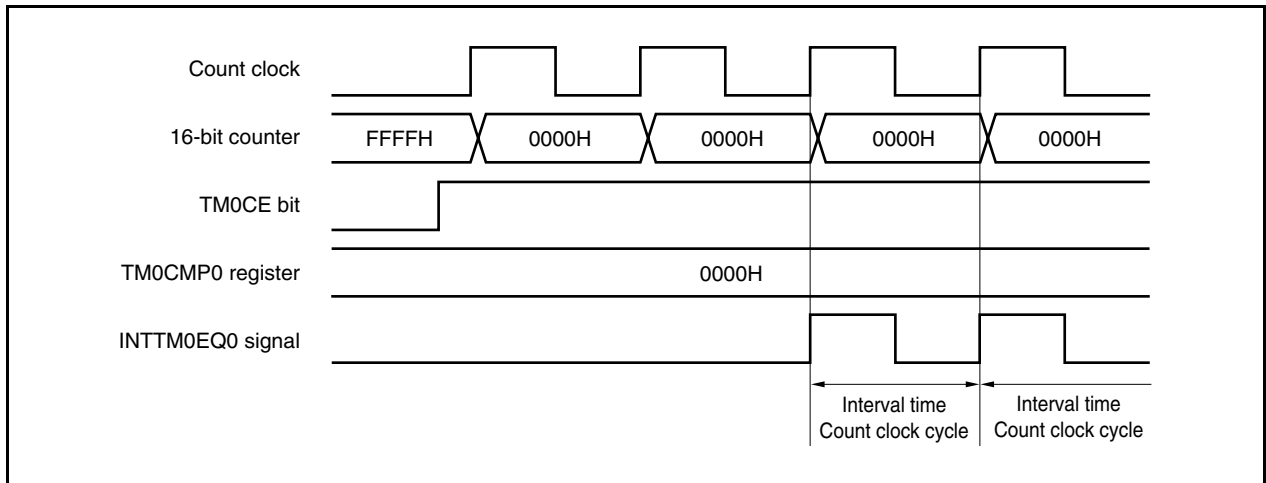 Count clock
16-bit counter
FFFFH
0000H
0000H
0000H
0000H
TM0CE bit
TM0CMP0 register
0000H
INTTM0EQ0 signal
Interval time
Count clock cycle
Interval time
Count clock cycle